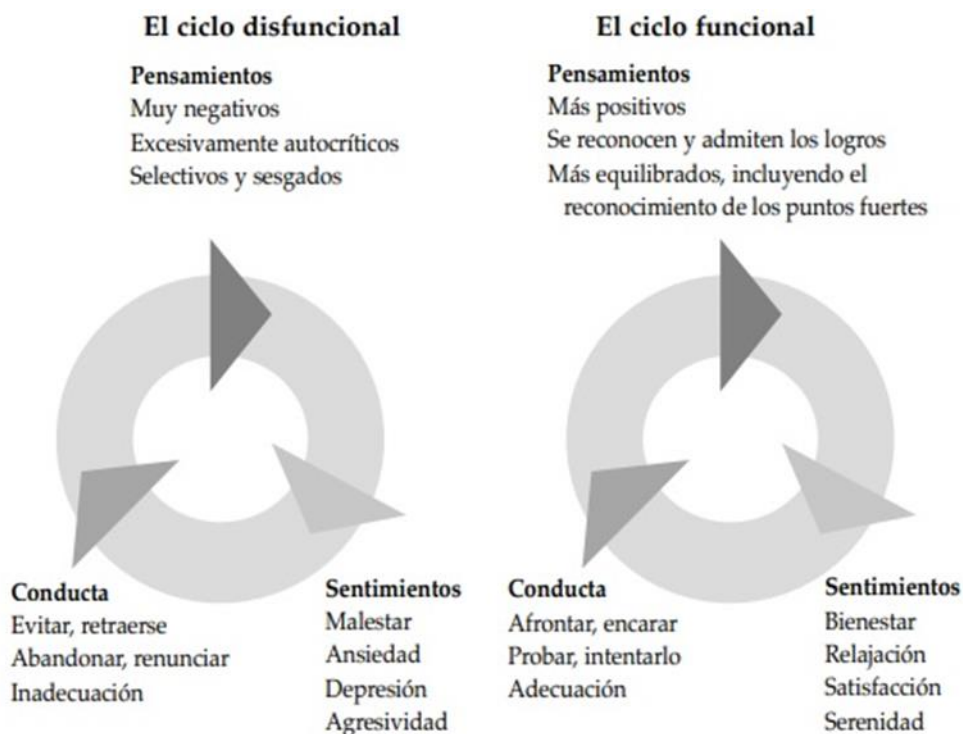 El ciclo disfuncional
Pensamientos
Muy negativos
Excesivamente autocríticos
Selectivos y sesgados
Conducta
Evitar, retraerse
Abandonar, renunciar
Inadecuación
Sentimientos
Malestar
Ansiedad
Depresión
Agresividad
El ciclo funcional
Pensamientos
Más positivos
Se reconocen y admiten los logros
Más equilibrados, incluyendo el
reconocimiento de los puntos fuertes
Conducta
Afrontar, encarar
Probar, intentarlo
Adecuación
Sentimientos
Bienestar
Relajación
Satisfacción
Serenidad